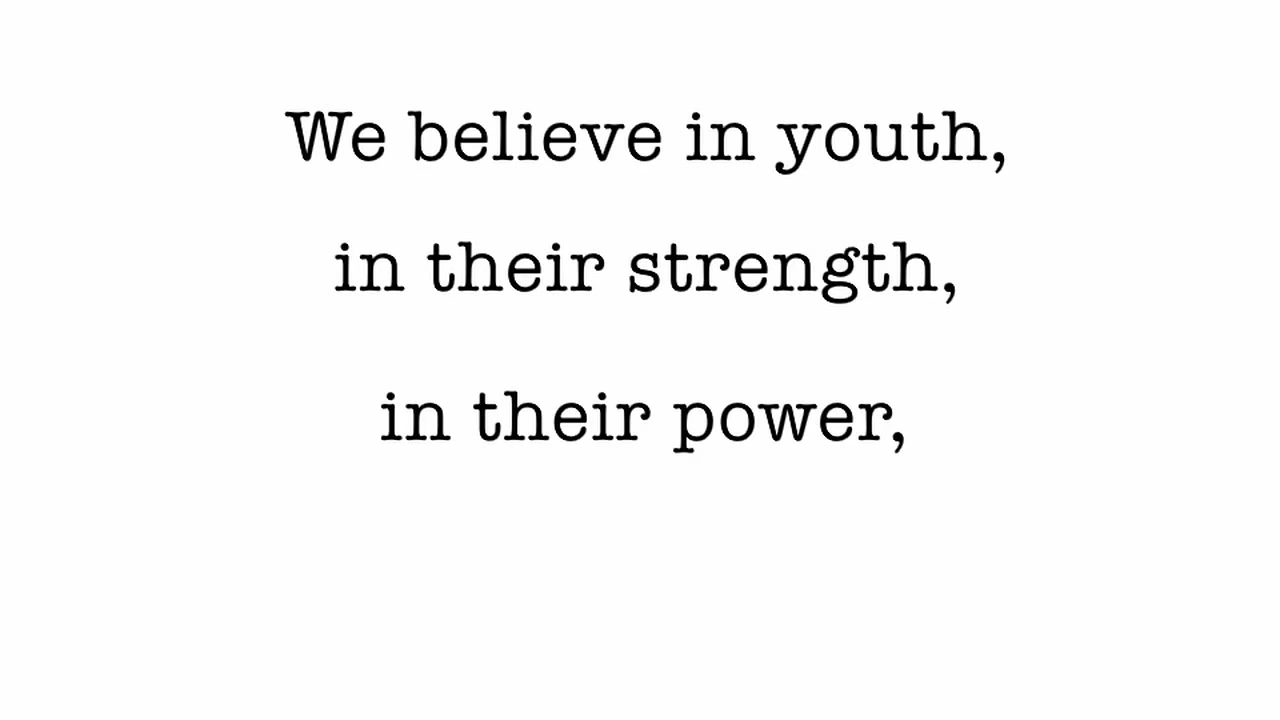 We believe in youth,
in their strength,
in their power,